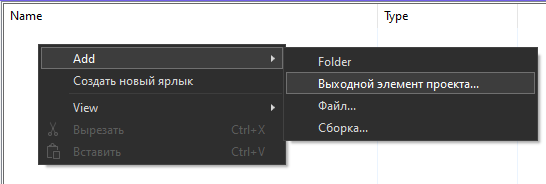 Name Type
Add Folder
Создать новый ярлык Выходной элемент проекта...
View Файл...
Вырезать Ctrl+X Сборка...
Вставить Ctrl+V